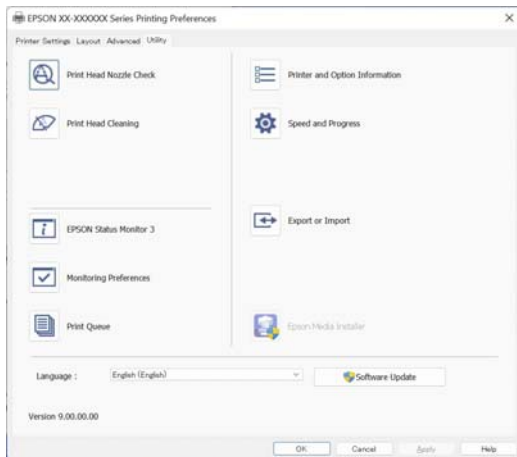 EPSON XX-XXXXXX Series Printing Preferences
Printer Settings Layout Advanced Utility
Print Head Nozzle Check
Printer and Option Information
Print Head Cleaning
Speed and Progress
EPSON Status Monitor 3
Export or Import
Monitoring Preferences
Print Queue
Epson Media Installer
Language :
English (English)
Software Update
Version 9.00.00.00
OK
Cancel
Apply
Help